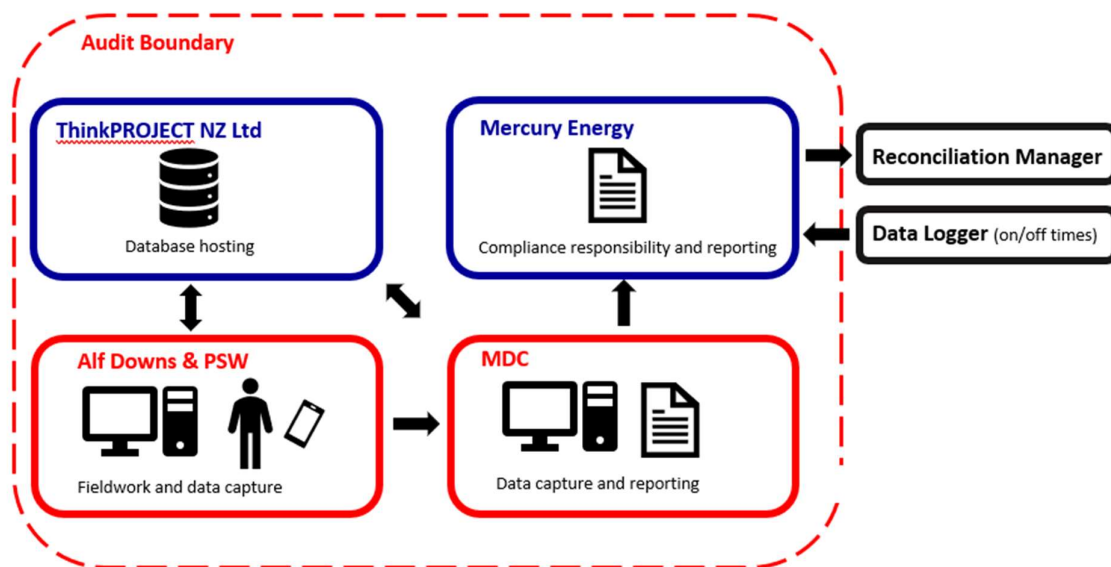 Audit Boundary
ThinkPROJECT NZ Ltd
Database hosting
Mercury Energy
Compliance responsibility and reporting
Reconciliation Manager
Data Logger (on/off times)
Alf Downs & PSW
Fieldwork and data capture
MDC
Data capture and reporting